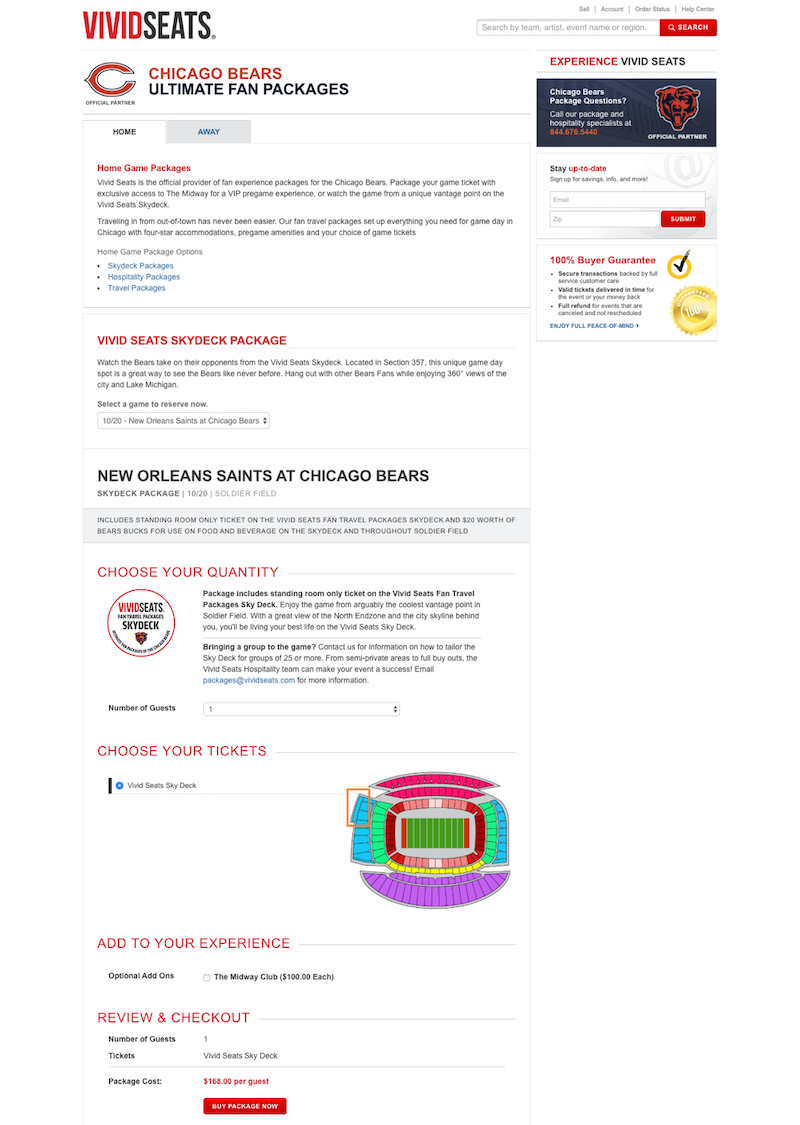 Sell | Account | Order Status | Help Center
VIVIDSEATS®
Search by team, artist, event name or region.
SEARCH
CHICAGO BEARS
ULTIMATE FAN PACKAGES
OFFICIAL PARTNER
HOME
AWAY
Home Game Packages
Vivid Seats is the official provider of fan experience packages for the Chicago Bears. Package your game ticket with
exclusive access to The Midway for a VIP pregame experience, or watch the game from a unique vantage point on the
Vivid Seats Skydeck.
Traveling in from out-of-town has never been easier. Our fan travel packages set up everything you need for game day in
Chicago with four-star accommodations, pregame amenities and your choice of game tickets
Home Game Package Options
• Skydeck Packages
• Hospitality Packages
• Travel Packages
VIVID SEATS SKYDECK PACKAGE
Watch the Bears take on their opponents from the Vivid Seats Skydeck. Located in Section 357, this unique game day
spot is a great way to see the Bears like never before. Hang out with other Bears Fans while enjoying 360° views of the
city and Lake Michigan.
Select a game to reserve now.
10/20 - New Orleans Saints at Chicago Bears
NEW ORLEANS SAINTS AT CHICAGO BEARS
SKYDECK PACKAGE | 10/20 | SOLDIER FIELD
INCLUDES STANDING ROOM ONLY TICKET ON THE VIVID SEATS FAN TRAVEL PACKAGES SKYDECK AND $20 WORTH OF
BEARS BUCKS FOR USE ON FOOD AND BEVERAGE ON THE SKYDECK AND THROUGHOUT SOLDIER FIELD
CHOOSE YOUR QUANTITY
VIVIDSEATS.
FAN TRAVEL PACKAGES
SKYDECK
ULTIMATE FAN PACKAGES OF THE CHICAGO BEARS
Package includes standing room only ticket on the Vivid Seats Fan Travel
Packages Sky Deck. Enjoy the game from arguably the coolest vantage point in
Soldier Field. With a great view of the North Endzone and the city skyline behind
you, you'll be living your best life on the Vivid Seats Sky Deck.
Bringing a group to the game? Contact us for information on how to tailor the
Sky Deck for groups of 25 or more. From semi-private areas to full buy outs, the
Vivid Seats Hospitality team can make your event a success! Email
packages@vividseats.com for more information.
Number of Guests
1
CHOOSE YOUR TICKETS
Vivid Seats Sky Deck
ADD TO YOUR EXPERIENCE
Optional Add Ons
The Midway Club ($100.00 Each)
REVIEW & CHECKOUT
Number of Guests 1
Tickets Vivid Seats Sky Deck
Package Cost: $168.00 per guest
BUY PACKAGE NOW
EXPERIENCE VIVID SEATS
Chicago Bears
Package Questions?
Call our package and
hospitality specialists at
844.676.5440
OFFICIAL PARTNER
Stay up-to-date
Sign up for savings, info, and more!
Email
Zip
SUBMIT
100% Buyer Guarantee
• Secure transactions backed by full
service customer care
• Valid tickets delivered in time for
the event or your money back
• Full refund for events that are
canceled and not rescheduled
ENJOY FULL PEACE-OF-MIND
GUARANTEED
100%